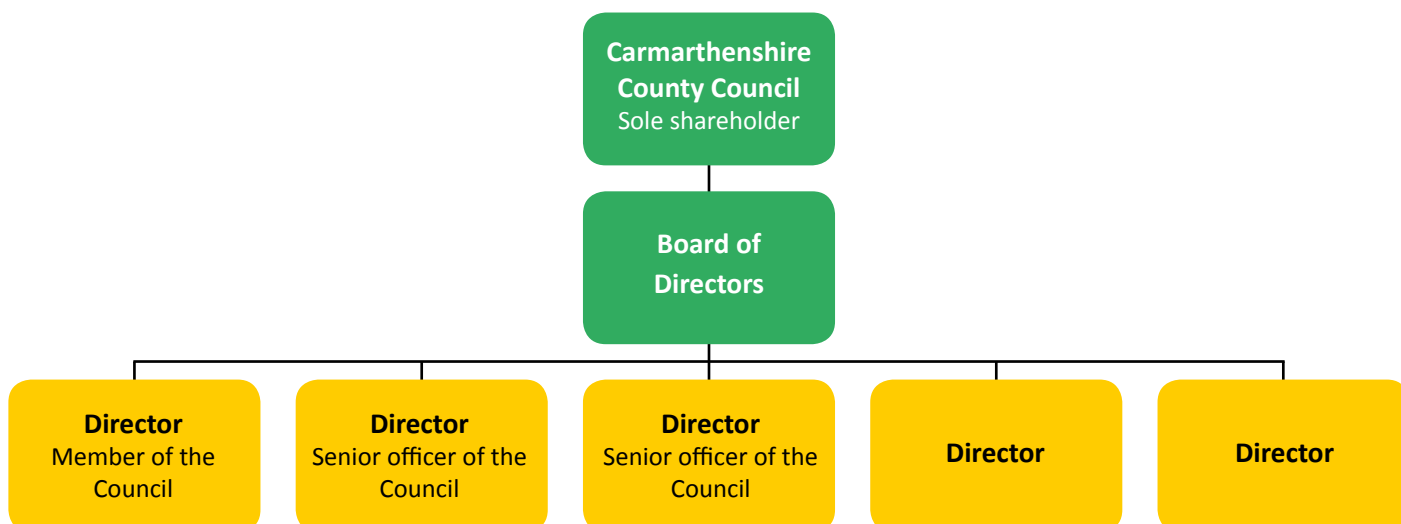 Carmarthenshire
County Council
Sole shareholder
Board of
Directors
Director
Member of the
Council
Director
Senior officer of the
Council
Director
Senior officer of the
Council
Director
Director